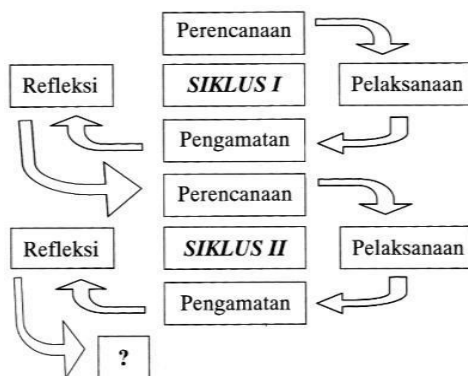 Perencanaan
Refleksi
SIKLUS I
Pelaksanaan
Pengamatan
Perencanaan
Refleksi
SIKLUS II
Pelaksanaan
Pengamatan
?